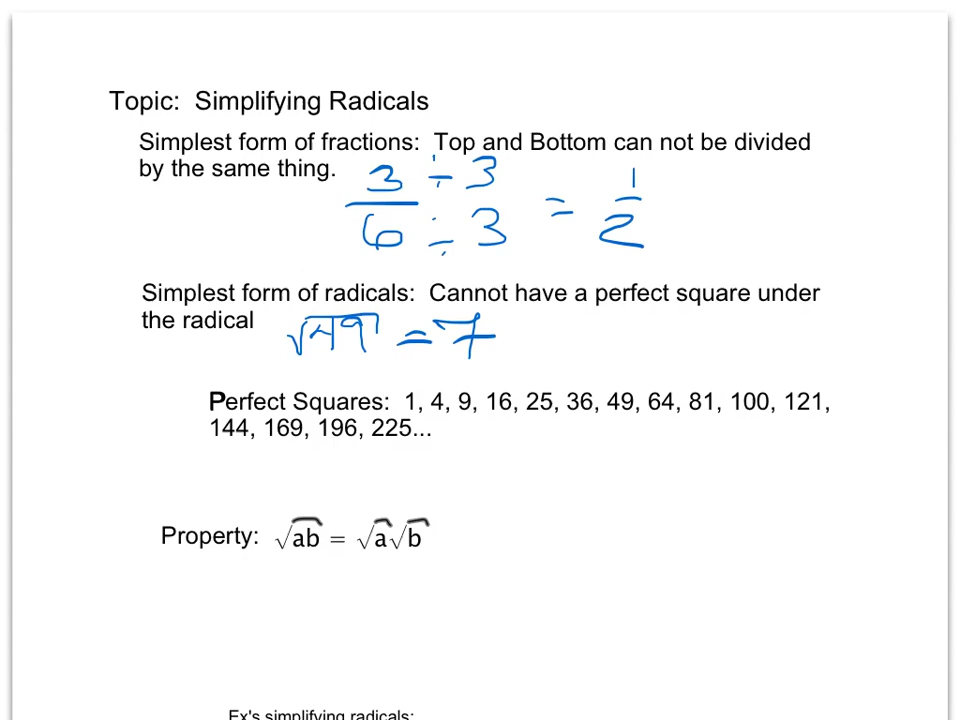 Topic: Simplifying Radicals
Simplest form of fractions: Top and Bottom can not be divided
by the same thing.
3/6 ÷ 3/÷ 3 = 1/2
Simplest form of radicals: Cannot have a perfect square under
the radical
√49 = 7
Perfect Squares: 1, 4, 9, 16, 25, 36, 49, 64, 81, 100, 121,
144, 169, 196, 225...
Property: √ab = √a√b
Ex's simplifying radicals: